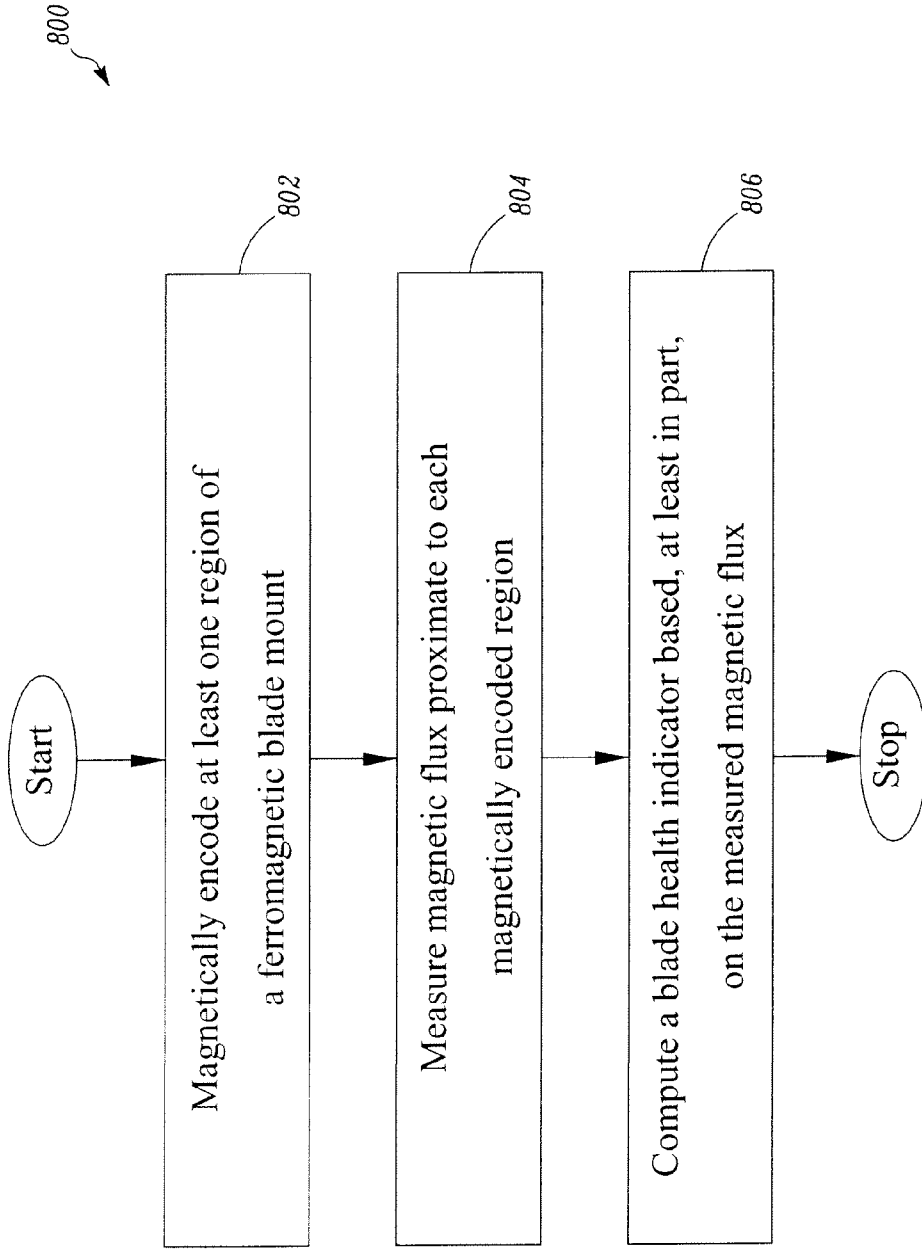 800
Start
Magnetically encode at least one region of
a ferromagnetic blade mount
802
Measure magnetic flux proximate to each
magnetically encoded region
804
Compute a blade health indicator based, at least in part,
on the measured magnetic flux
806
Stop